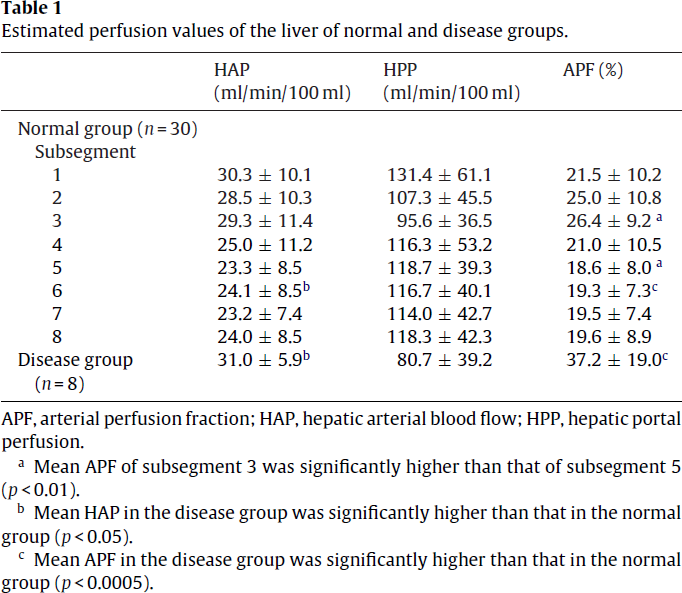 Table 1
Estimated perfusion values of the liver of normal and disease groups.
HAP HPP APF (%)
(ml/min/100 ml) (ml/min/100 ml)
Normal group (n = 30)
Subsegment
1 30.3 ± 10.1 131.4 ± 61.1 21.5 ± 10.2
2 28.5 ± 10.3 107.3 ± 45.5 25.0 ± 10.8
3 29.3 ± 11.4 95.6 ± 36.5 26.4 ± 9.2 a
4 25.0 ± 11.2 116.3 ± 53.2 21.0 ± 10.5
5 23.3 ± 8.5 118.7 ± 39.3 18.6 ± 8.0 a
6 24.1 ± 8.5b 116.7 ± 40.1 19.3 ± 7.3c
7 23.2 ± 7.4 114.0 ± 42.7 19.5 ± 7.4
8 24.0 ± 8.5 118.3 ± 42.3 19.6 ± 8.9
Disease group 31.0 ± 5.9b 80.7 ± 39.2 37.2 ± 19.0c
(n = 8)
APF, arterial perfusion fraction; HAP, hepatic arterial blood flow; HPP, hepatic portal
perfusion.
a Mean APF of subsegment 3 was significantly higher than that of subsegment 5
(p < 0.01).
b Mean HAP in the disease group was significantly higher than that in the normal
group (p < 0.05).
c Mean APF in the disease group was significantly higher than that in the normal
group (p < 0.0005).